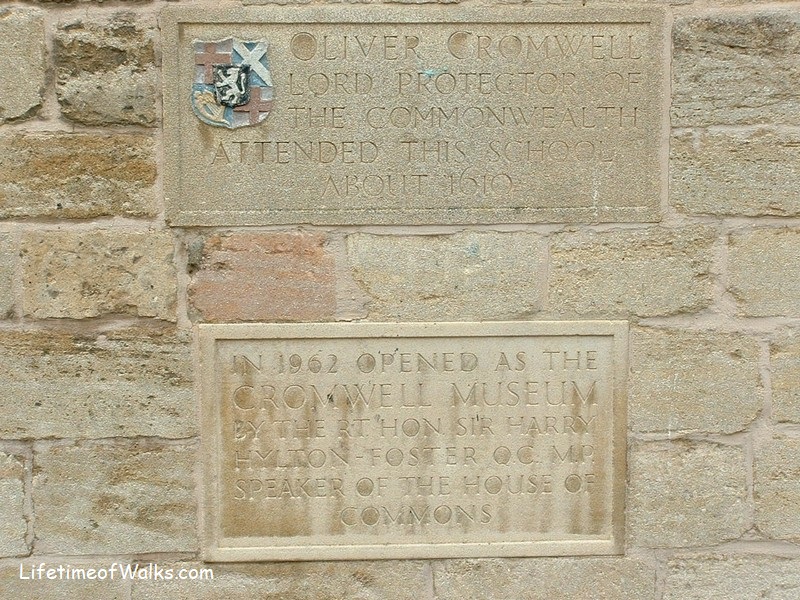 OLIVER CROMWELL
LORD PROTECTOR OF
THE COMMONWEALTH
ATTENDED THIS SCHOOL
ABOUT 1610
IN 1962 OPENED AS THE
CROMWELL MUSEUM
BY THE RT HON SIR HARRY
HYLTON-FOSTER Q.C. M.P.
SPEAKER OF THE HOUSE OF
COMMONS
LifetimeofWalks.com